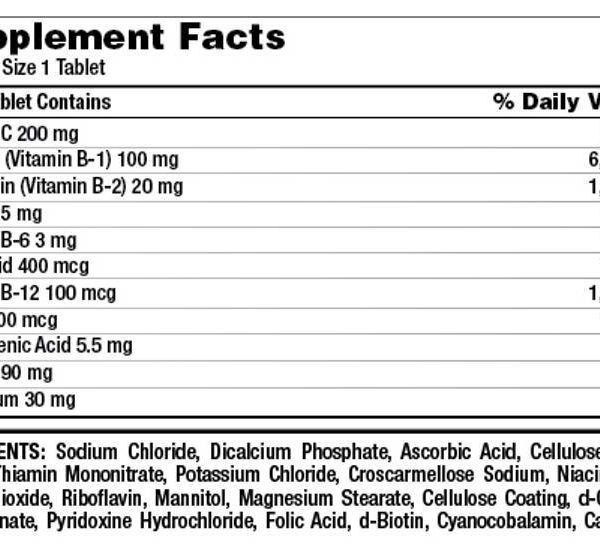 pplement Facts
Size 1 Tablet
blet Contains % Daily V
C 200 mg
(Vitamin B-1) 100 mg 6,
in (Vitamin B-2) 20 mg 1,
5 mg
B-6 3 mg
id 400 mcg
B-12 100 mcg 1,
00 mcg
enic Acid 5.5 mg
90 mg
um 30 mg
ENTS: Sodium Chloride, Dicalcium Phosphate, Ascorbic Acid, Cellulose
Thiamin Mononitrate, Potassium Chloride, Croscarmellose Sodium, Niacin
ioxide, Riboflavin, Mannitol, Magnesium Stearate, Cellulose Coating, d-C
nate, Pyridoxine Hydrochloride, Folic Acid, d-Biotin, Cyanocobalamin, Ca